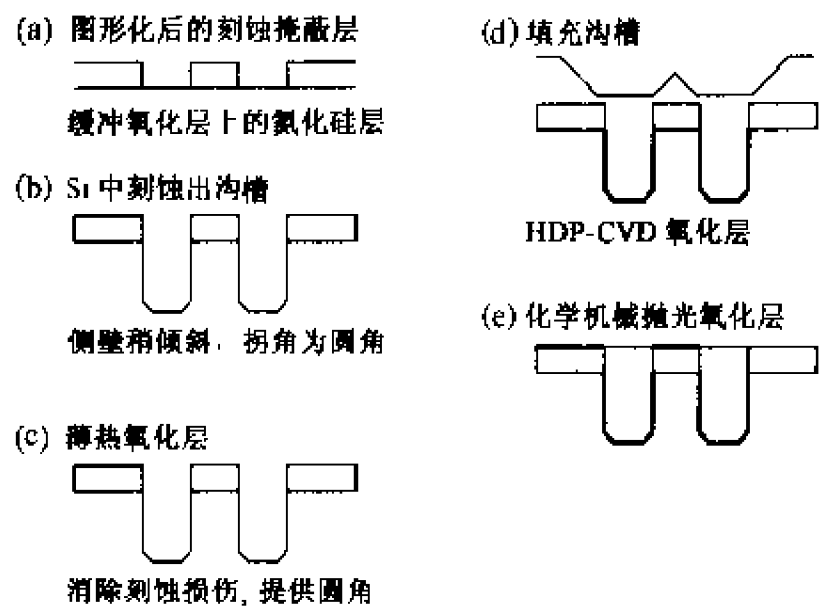 (a) 图形化后的刻蚀掩蔽层
缓冲氧化层上的氮化硅层
(b) Si 中刻蚀出沟槽
侧壁稍倾斜，拐角为圆角
(c) 薄热氧化层
消除刻蚀损伤, 提供圆角
(d) 填充沟槽
HDP-CVD 氧化层
(e) 化学机械抛光氧化层